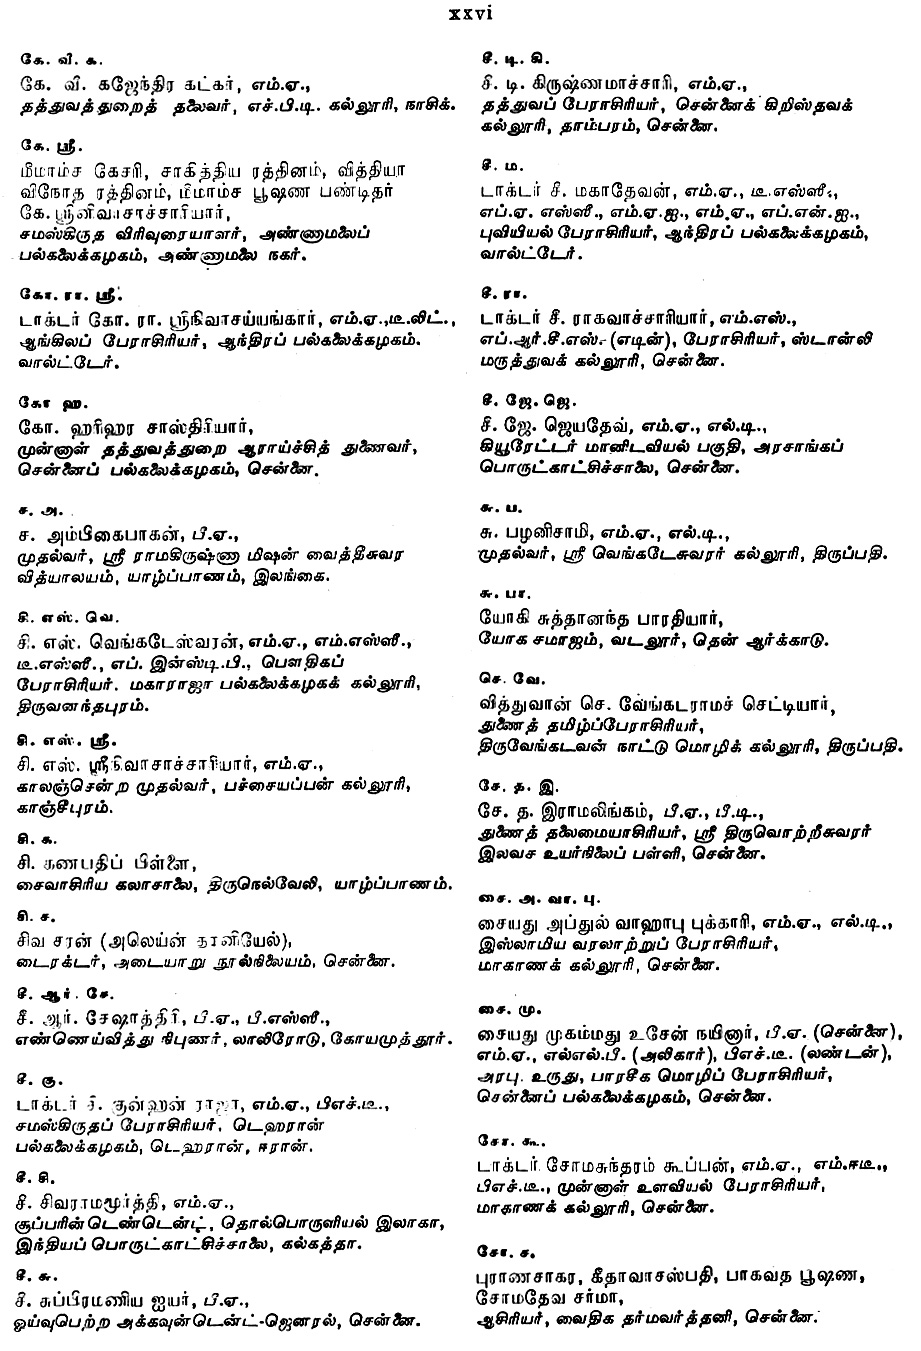 xxvi
கே. வி. க.
கே. வி. கஜேந்திர கட்கர், எம்.ஏ.,
தத்துவத்துறைத் தலைவர், எச்.பி.டி. கல்லூரி, நாசிக்.
கே. ஸ்ரீ.
மீமாம்ச கேசரி, சாகித்திய ரத்தினம், வித்தியா
விநோத ரத்தினம், மீமாம்ச பூஷண பண்டிதர்
கே. ஸ்ரீனிவாசாச்சாரியார்,
சமஸ்கிருத விரிவுரையாளர், அண்ணாமலைப்
பல்கலைக்கழகம், அண்ணாமலை நகர்.
கோ. ரா. ஸ்ரீ.
டாக்டர் கோ. ரா. ஸ்ரீநிவாசய்யங்கார், எம்.ஏ.,டீ.லிட்.,
ஆங்கிலப் பேராசிரியர், ஆந்திரப் பல்கலைக்கழகம்.
வால்ட்டேர்.
கோ ஹ.
கோ. ஹரிஹர சாஸ்திரியார்,
முன்னாள் தத்துவத்துறை ஆராய்ச்சித் துணைவர்,
சென்னைப் பல்கலைக்கழகம், சென்னை.
ச. அ.
ச. அம்பிகைபாகன், பீ.ஏ.,
முதல்வர், ஸ்ரீ ராமகிருஷ்ண மிஷன் வைத்தீசுவர
வித்யாலயம், யாழ்ப்பாணம், இலங்கை.
சி. எஸ். வெ.
சி. எஸ். வெங்கடேஸ்வரன், எம்.ஏ., எம்.எஸ்ஸீ.,
டீ.எஸ்ஸீ., எப். இன்ஸ்டி.பி., பௌதிகப்
பேராசிரியர். மகாராஜா பல்கலைக்கழகக் கல்லூரி,
திருவனந்தபுரம்.
சி. எஸ். ஸ்ரீ.
சி. எஸ். ஸ்ரீநிவாசாச்சாரியார், எம்.ஏ.,
காலஞ்சென்ற முதல்வர், பச்சையப்பன் கல்லூரி,
காஞ்சீபுரம்.
சி. க.
சி. கணபதிப் பிள்ளை,
சைவாசிரிய கலாசாலை, திருநெல்வேலி, யாழ்ப்பாணம்.
சி. ச.
சிவ சரன் (அலெய்ன் தானியேல்),
டைரக்டர், அடையாறு நூல்நிலையம், சென்னை.
சீ. ஆர். சே.
சீ. ஆர். சேஷாத்திரி, பீ.ஏ., பீ.எஸ்ஸீ.,
எண்ணெய்வித்து நிபுணர், லாலிரோடு, கோயமுத்தூர்.
சீ. கு.
டாக்டர் சீ. குன்ஹன் ராஜா, எம்.ஏ., பிஎச்.டீ.,
சமஸ்கிருதப் பேராசிரியர், டெஹரான்
பல்கலைக்கழகம், டெஹரான், ஈரான்.
சீ. சி.
சீ. சிவராமமூர்த்தி, எம்.ஏ.,
சூப்பரின்டெண்டென்ட், தொல்பொருளியல் இலாகா,
இந்தியப் பொருட்காட்சிச்சாலை, கல்கத்தா.
சீ. சு.
சீ. சுப்பிரமணிய ஐயர், பீ.ஏ.,
ஓய்வுபெற்ற அக்கவுன்டென்ட்-ஜெனரல், சென்னை.
சீ. டி. கி.
சீ. டி. கிருஷ்ணமாச்சாரி, எம்.ஏ.,
தத்துவப் பேராசிரியர், சென்னைக் கிறிஸ்தவக்
கல்லூரி, தாம்பரம், சென்னை.
சீ. ம.
டாக்டர் சீ. மகாதேவன், எம்.ஏ., டீ.எஸ்ஸீ.,
எப்.ஏ. எஸ்ஸீ., எம்.ஏ.ஐ., எம்.ஏ., எப்.என்.ஐ.,
புவியியல் பேராசிரியர், ஆந்திரப் பல்கலைக்கழகம்,
வால்ட்டேர்.
சீ. ரா.
டாக்டர் சீ. ராகவாச்சாரியார், எம்.எஸ்.,
எப்.ஆர்.சீ.எஸ்.-(எடின்), பேராசிரியர், ஸ்டான்லி
மருத்துவக் கல்லூரி, சென்னை.
சீ. ஜே. ஜெ.
சீ. ஜே. ஜெயதேவ், எம்.ஏ., எல்.டி.,
கியூரேட்டர் மானிடவியல் பகுதி, அரசாங்கப்
பொருட்காட்சிச்சாலை, சென்னை.
சு. ப.
சு. பழனிசாமி, எம்.ஏ., எல்.டி.,
முதல்வர், ஸ்ரீ வெங்கடேசுவரர் கல்லூரி, திருப்பதி.
சு. பா.
யோகி சுத்தானந்த பாரதியார்,
யோக சமாஜம், வடலூர், தென் ஆர்க்காடு.
செ. வே.
வித்துவான் செ. வேங்கடராமச் செட்டியார்,
துணைத் தமிழ்ப்பேராசிரியர்,
திருவேங்கடவன் நாட்டு மொழிக் கல்லூரி, திருப்பதி.
சே. த. இ.
சே. த. இராமலிங்கம், பீ.ஏ., பீ.டி.,
துணைத் தலைமையாசிரியர், ஸ்ரீ திருவொற்றீசுவரர்
இலவச உயர்நிலைப் பள்ளி, சென்னை.
சை. அ. வா. பு.
சையது அப்துல் வாஹாபு புக்காரி, எம்.ஏ., எல்.டி.,
இஸ்லாமிய வரலாற்றுப் பேராசிரியர்,
மாகாணக் கல்லூரி, சென்னை.
சை. மு.
சையது முகம்மது உசேன் நயினார், பீ.ஏ. (சென்னை),
எம்.ஏ., எல்எல்.பீ. (அலிகார்), பிஎச்.டீ. (லண்டன்),
அரபு. உருது, பாரசீக மொழிப் பேராசிரியர்,
சென்னைப் பல்கலைக்கழகம், சென்னை.
சோ. கூ.
டாக்டர். சோமசுந்தரம் கூப்பன், எம்.ஏ., எம்.ஈடீ.,
பிஎச்.டீ., முன்னாள் உளவியல் பேராசிரியர்,
மாதாணக் கல்லூரி, சென்னை.
சோ. ச.
புராணசாகர, கீதாவாசஸ்பதி, பாகவத பூஷண,
சோமதேவ சர்மா,
ஆசிரியர், வைதிக தர்மவர்த்தனி, சென்னை.